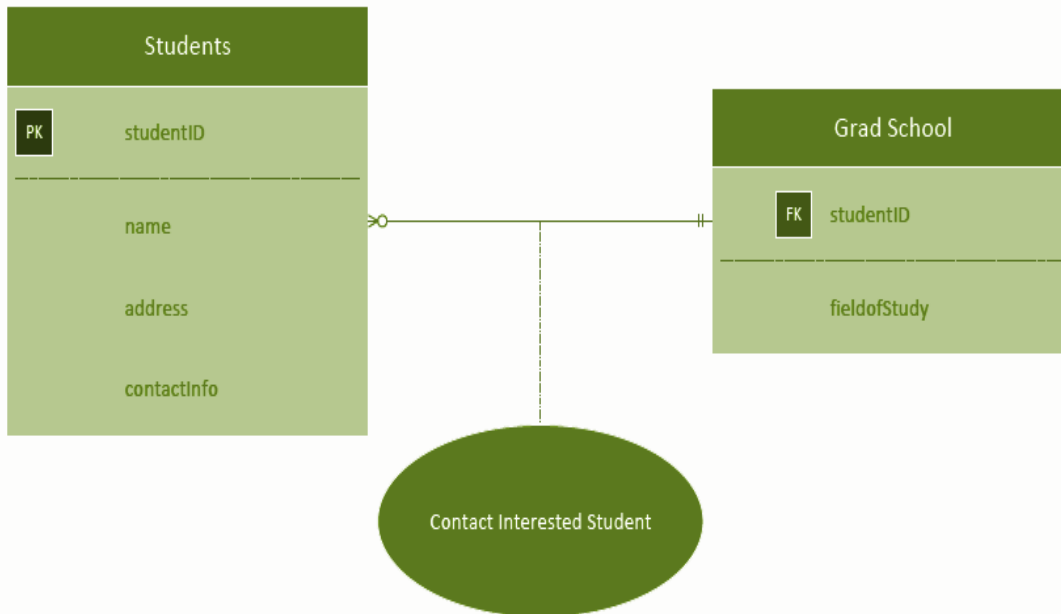 Students
PK studentID
name
address
contactInfo
Grad School
FK studentID
fieldofStudy
Contact Interested Student